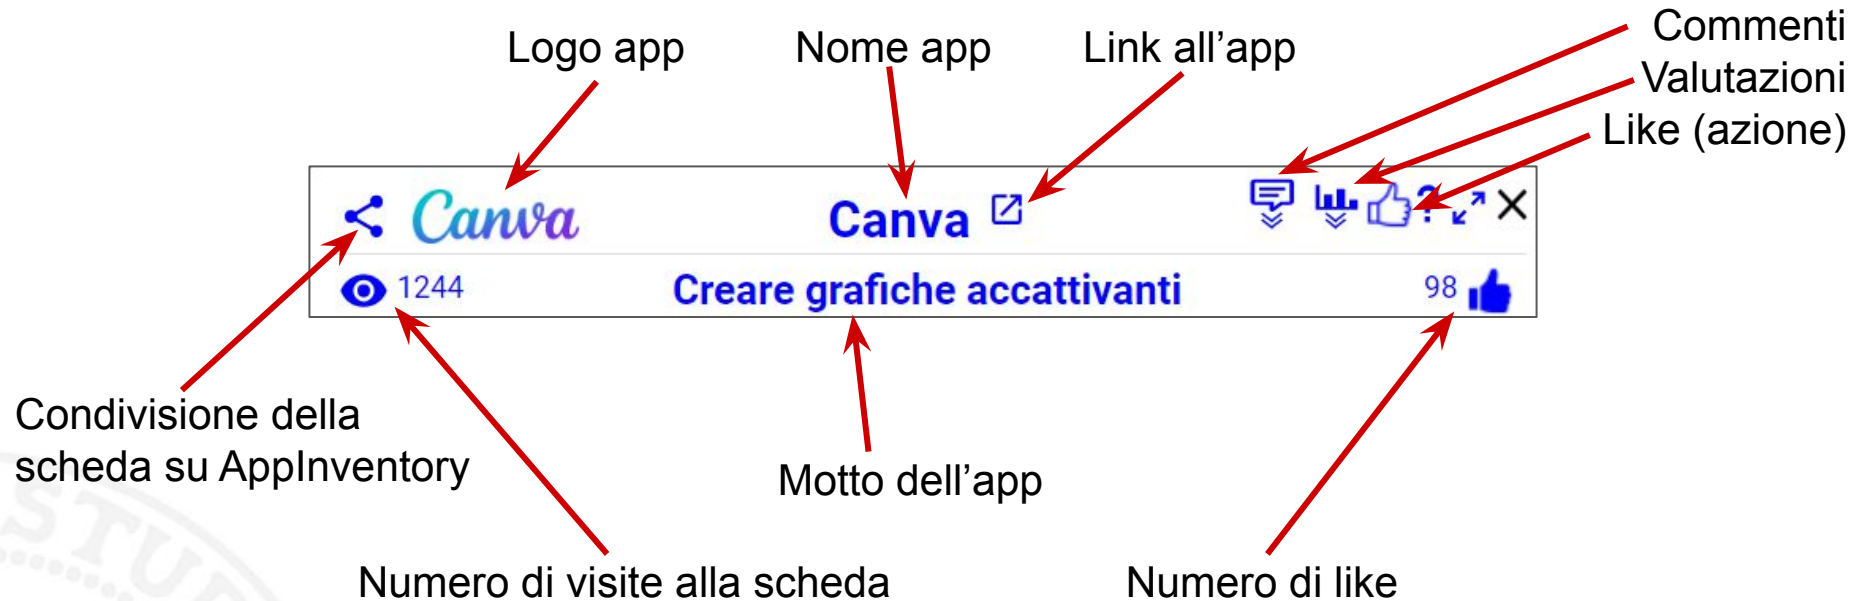 Logo app
Nome app
Link all’app
Commenti
Valutazioni
Like (azione)
Canva
Canva
?
1244
Creare grafiche accattivanti
98
Condivisione della
scheda su AppInventory
Motto dell’app
Numero di visite alla scheda
Numero di like
STU